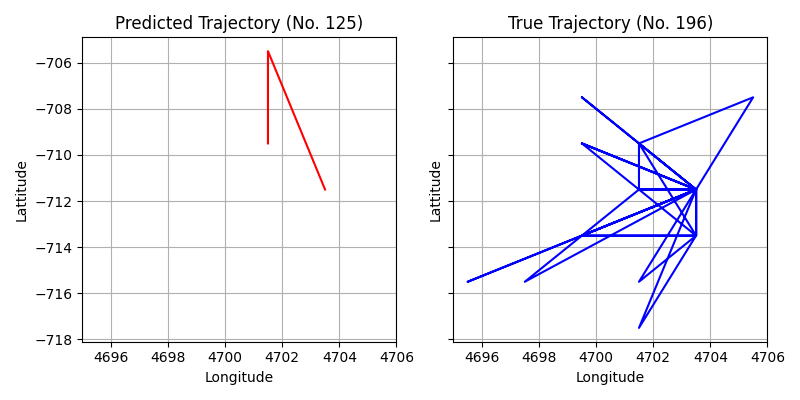 Predicted Trajectory (No. 125)
True Trajectory (No. 196)
−706
−708
−710
−712
−714
−716
−718
Lattitude
Lattitude
4696 4698 4700 4702 4704 4706
4696 4698 4700 4702 4704 4706
Longitude
Longitude